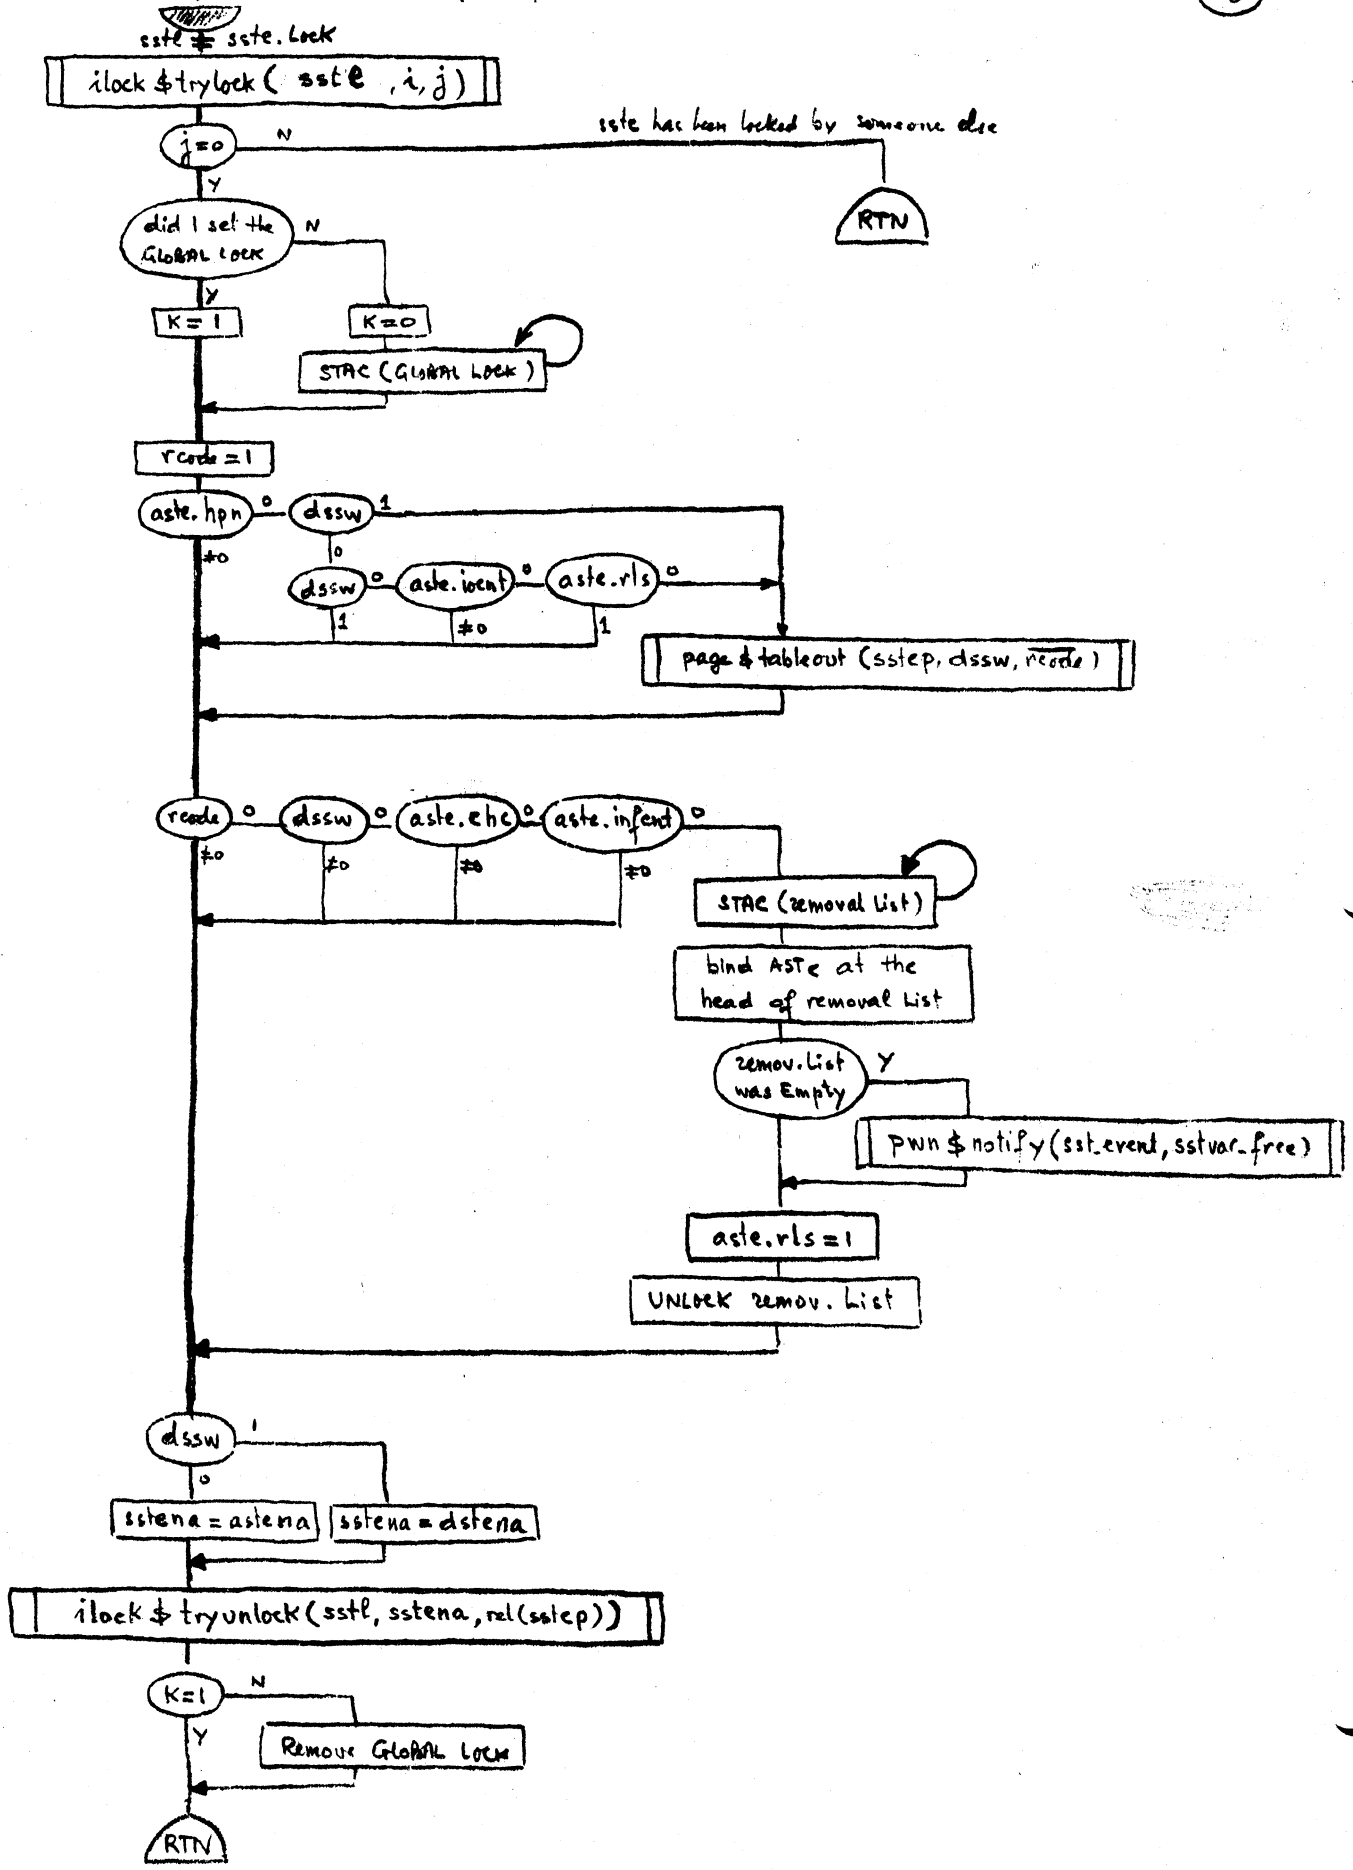 sstl = sste.Lock
ilock $ trylock ( sstl , i, j )
sste has been locked by someone else
j=0
N
Y
RTN
did I set the
GLOBAL LOCK
N
Y
K=1
K=0
STAC (GLOBAL LOCK)
rcode=1
aste.hpn
0
dssw
1
≠0
0
dssw
0
aste.iocnt
0
aste.rls
0
1
≠0
1
page $ tableout (sstep, dssw, rcode)
rcode
0
dssw
0
aste.ehc
0
aste.infcnt
0
≠0
≠0
≠0
≠0
STAC (removal List)
bind ASTe at the
head of removal List
remov.List
was Empty
Y
pwn $ notify (sst_event, sstvar_free)
aste.rls=1
UNLOCK remov. List
dssw
1
0
sstena = astena
sstena = dstena
ilock $ tryunlock (sstl, sstena, rel(sstep))
K=1
N
Y
Remove GLOBAL LOCK
RTN